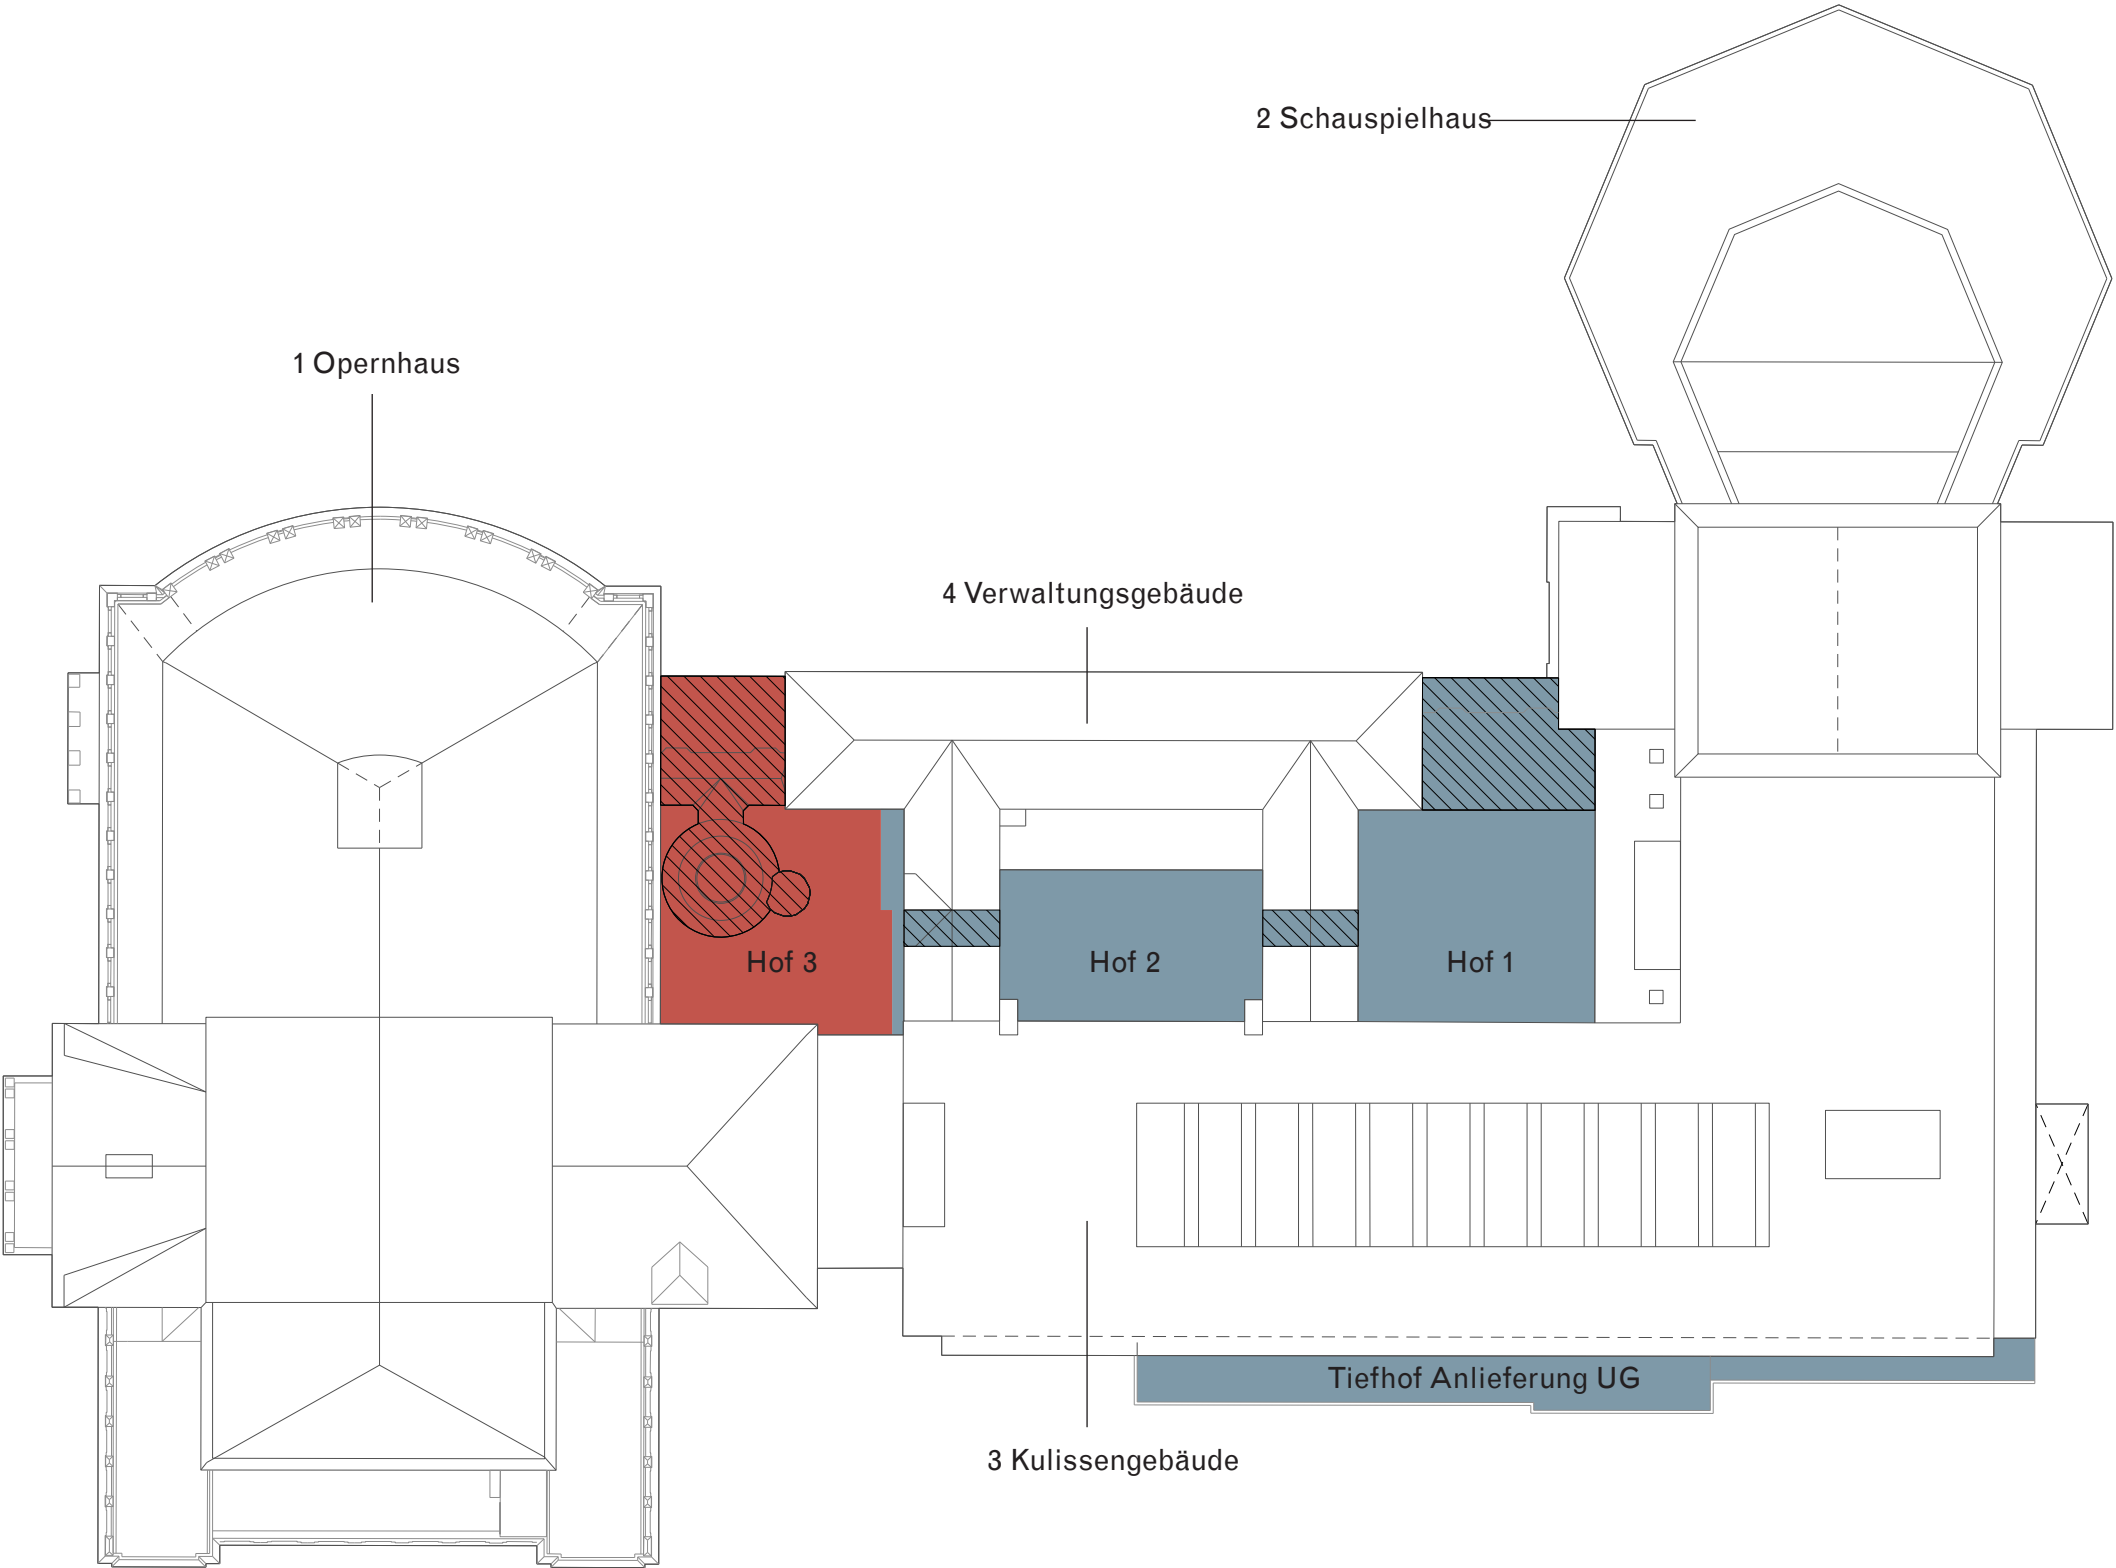 2 Schauspielhaus
1 Opernhaus
4 Verwaltungsgebäude
Hof 3
Hof 2
Hof 1
Tiefhof Anlieferung UG
3 Kulissengebäude